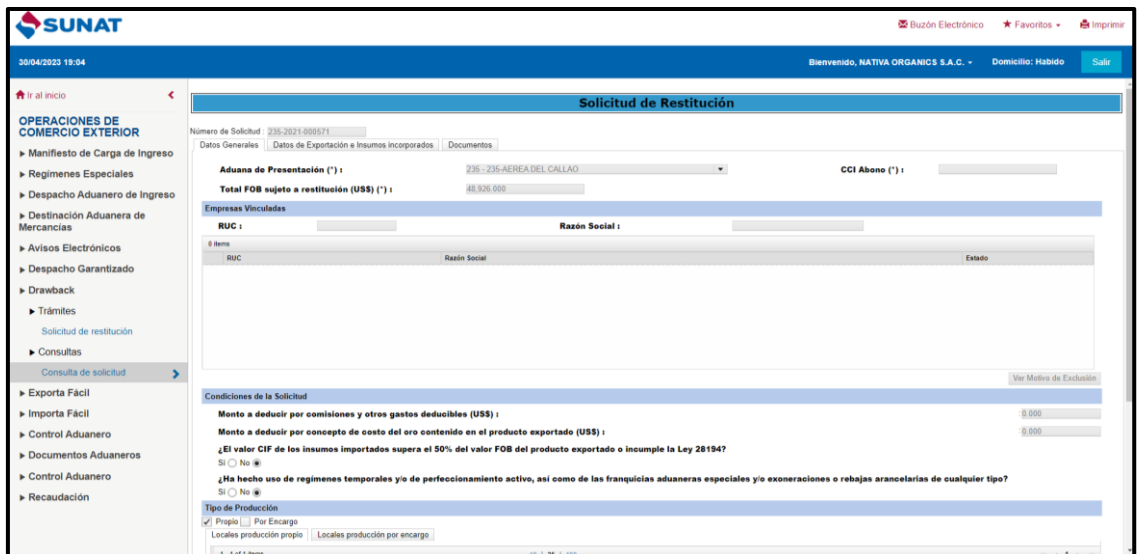 SUNAT
Buzón Electrónico ★ Favoritos Imprimir
30/04/2023 19:04 Bienvenido, NATIVA ORGANICS S.A.C. Domicilio: Habido Salir
Ir al inicio
OPERACIONES DE
COMERCIO EXTERIOR
Manifiesto de Carga de Ingreso
Regímenes Especiales
Despacho Aduanero de Ingreso
Destinación Aduanera de
Mercancías
Avisos Electrónicos
Despacho Garantizado
Drawback
Trámites
Solicitud de restitución
Consultas
Consulta de solicitud
Exporta Fácil
Importa Fácil
Control Aduanero
Documentos Aduaneros
Control Aduanero
Recaudación
Solicitud de Restitución
Número de Solicitud : 235-2021-000571
Datos Generales Datos de Exportación e Insumos incorporados Documentos
Aduana de Presentación (*) : 235 - 235-AEREA DEL CALLAO CCI Abono (*) :
Total FOB sujeto a restitución (US$) (*) : 48,926.000
Empresas Vinculadas
RUC : Razón Social :
0 items
RUC Razón Social Estado
Ver Motivo de Exclusión
Condiciones de la Solicitud
Monto a deducir por comisiones y otros gastos deducibles (US$) : 0.000
Monto a deducir por concepto de costo del oro contenido en el producto exportado (US$) : 0.000
¿El valor CIF de los insumos importados supera el 50% del valor FOB del producto exportado o incumple la Ley 28194?
Si No
¿Ha hecho uso de regímenes temporales y/o de perfeccionamiento activo, así como de las franquicias aduaneras especiales y/o exoneraciones o rebajas arancelarias de cualquier tipo?
Si No
Tipo de Producción
Propio Por Encargo
Locales producción propio Locales producción por encargo